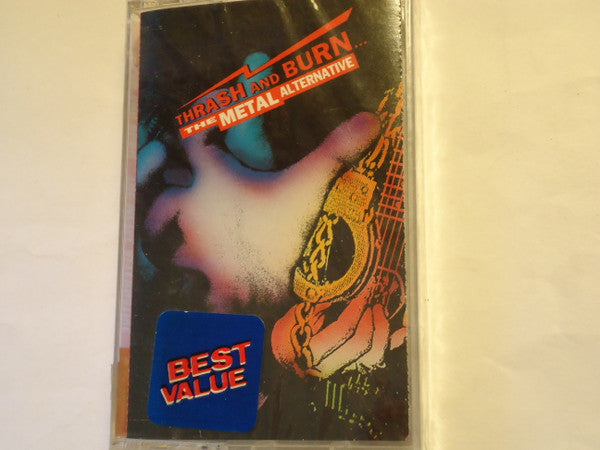 THRASH AND BURN...
THE METAL ALTERNATIVE
BEST
VALUE